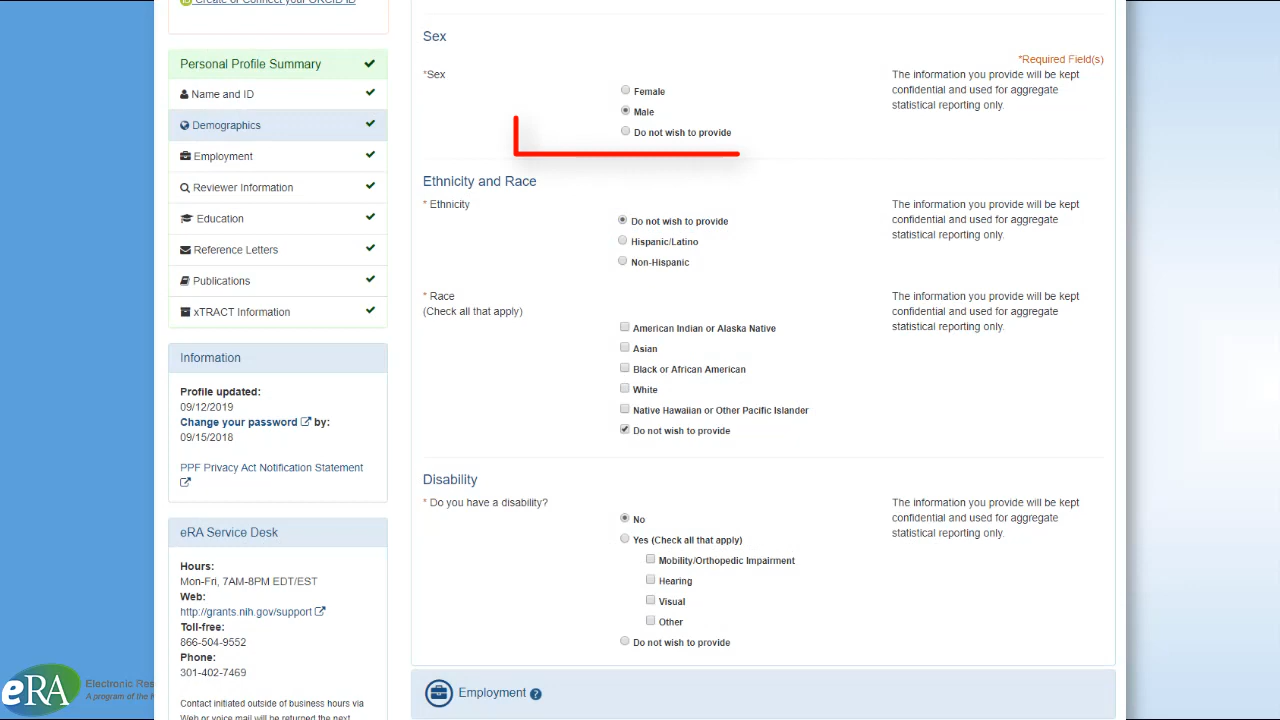 Create or Connect your ORCID ID
Personal Profile Summary
Name and ID
Demographics
Employment
Reviewer Information
Education
Reference Letters
Publications
xTRACT Information
Information
Profile updated:
09/12/2019
Change your password by:
09/15/2018
PPF Privacy Act Notification Statement
eRA Service Desk
Hours:
Mon-Fri, 7AM-8PM EDT/EST
Web:
http://grants.nih.gov/support
Toll-free:
866-504-9552
Phone:
301-402-7469
Contact initiated outside of business hours via
Web or voice mail will be returned the next
Sex
*Required Field(s)
*Sex
Female
Male
Do not wish to provide
The information you provide will be kept
confidential and used for aggregate
statistical reporting only.
Ethnicity and Race
* Ethnicity
Do not wish to provide
Hispanic/Latino
Non-Hispanic
The information you provide will be kept
confidential and used for aggregate
statistical reporting only.
* Race
(Check all that apply)
American Indian or Alaska Native
Asian
Black or African American
White
Native Hawaiian or Other Pacific Islander
Do not wish to provide
The information you provide will be kept
confidential and used for aggregate
statistical reporting only.
Disability
* Do you have a disability?
No
Yes (Check all that apply)
Mobility/Orthopedic Impairment
Hearing
Visual
Other
Do not wish to provide
The information you provide will be kept
confidential and used for aggregate
statistical reporting only.
Employment ?
eRA
Electronic
A program of the